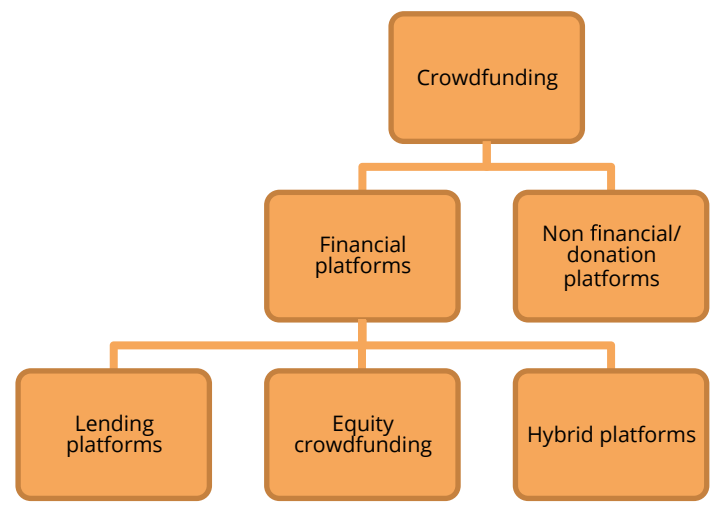 Crowdfunding
Financial
platforms
Non financial/
donation
platforms
Lending
platforms
Equity
crowdfunding
Hybrid platforms